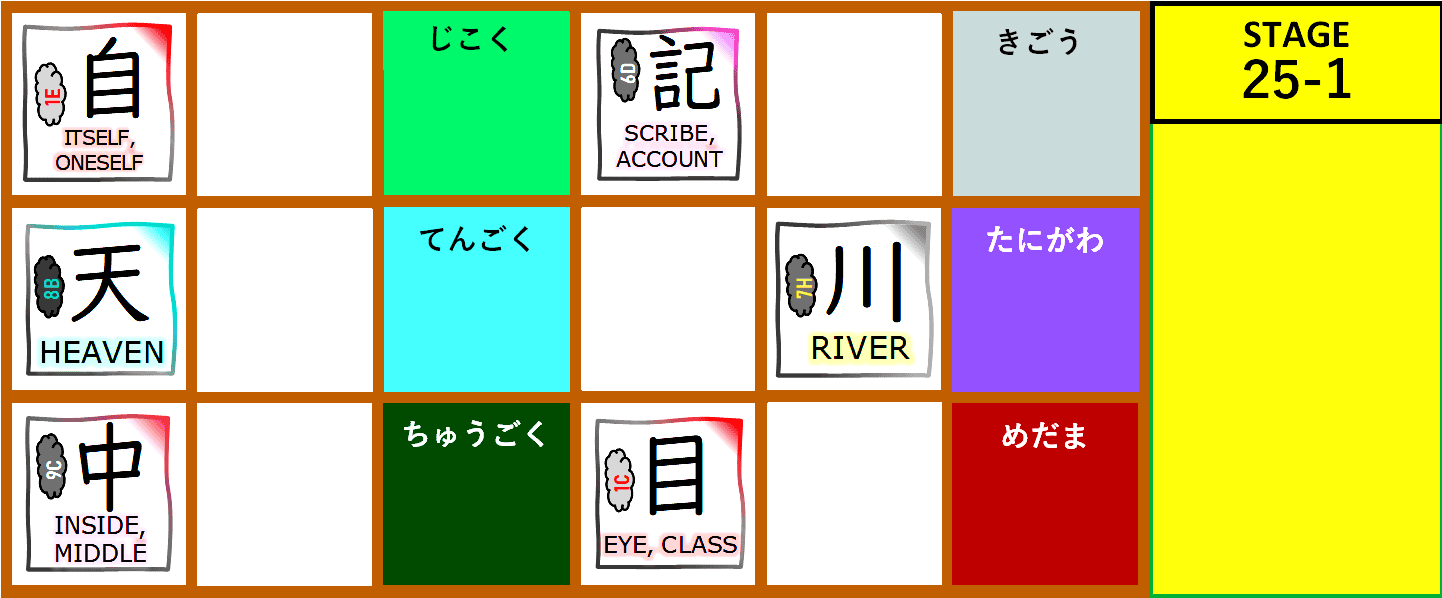 自
1E
ITSELF,
ONESELF
じこく
記
6D
SCRIBE,
ACCOUNT
きごう
STAGE
25-1
天
8B
HEAVEN
てんごく
川
7H
RIVER
たにがわ
中
9C
INSIDE,
MIDDLE
ちゅうごく
目
1C
EYE, CLASS
めだま